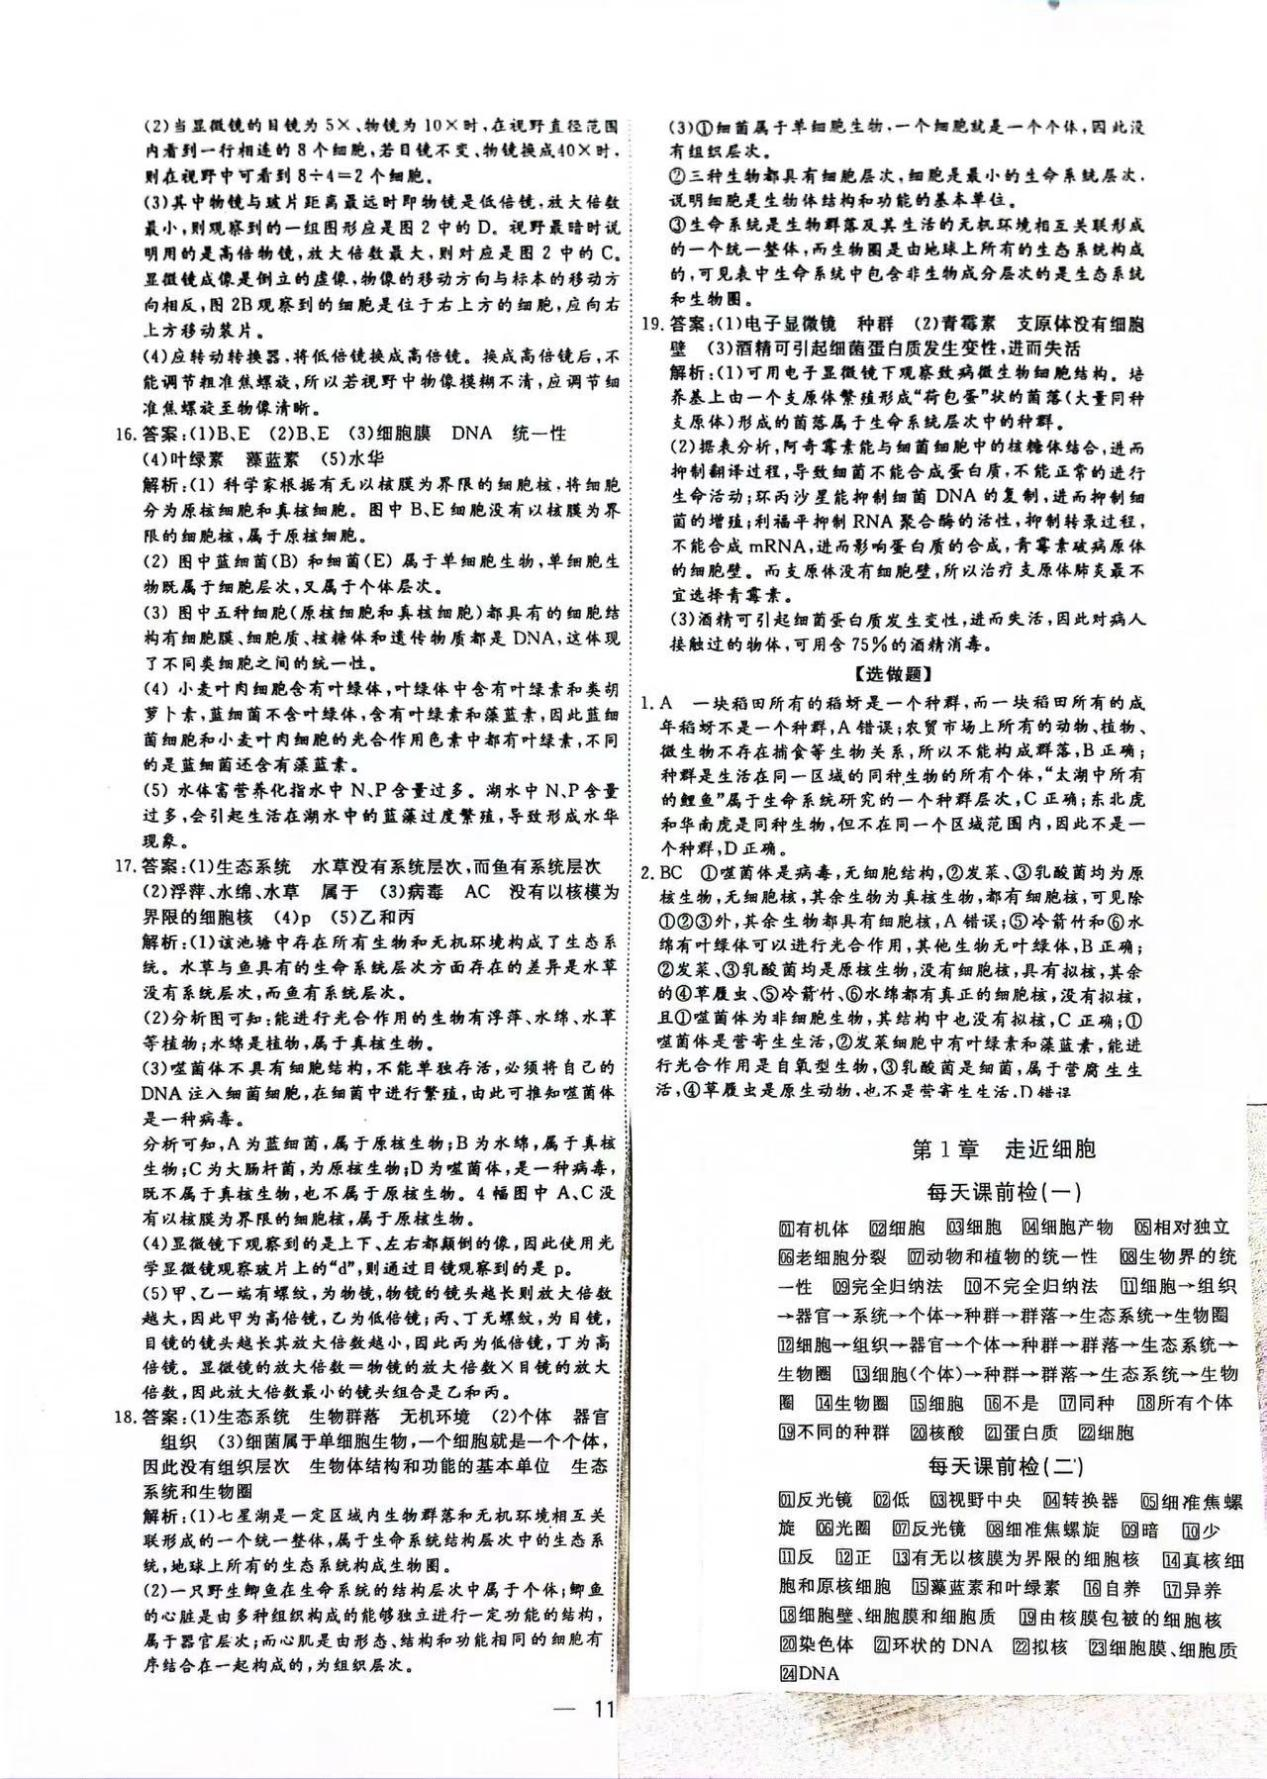 (2)当显微镜的目镜为 5×、物镜为 10×时,在视野直径范围
内看到一行相连的 8 个细胞,若目镜不变、物镜换成40×时,
则在视野中可看到 8÷4=2 个细胞。
(3)其中物镜与玻片距离最远时即物镜是低倍镜,放大倍数
最小,则观察到的一组图形应是图 2 中的 D。视野最暗时说
明用的是高倍物镜,放大倍数最大,则对应是图 2 中的 C。
显微镜成像是倒立的虚像,物像的移动方向与标本的移动方
向相反,图 2B观察到的细胞是位于右上方的细胞,应向右
上方移动装片。
(4)应转动转换器,将低倍镜换成高倍镜。换成高倍镜后,不
能调节粗准焦螺旋,所以若视野中物像模糊不清,应调节细
准焦螺旋至物像清晰。
16. 答案:(1)B、E (2)B、E (3)细胞膜 DNA 统一性
(4)叶绿素 藻蓝素 (5)水华
解析:(1) 科学家根据有无以核膜为界限的细胞核,将细胞
分为原核细胞和真核细胞。图中 B、E 细胞没有以核膜为界
限的细胞核,属于原核细胞。
(2) 图中蓝细菌(B) 和细菌(E) 属于单细胞生物,单细胞生
物既属于细胞层次,又属于个体层次。
(3) 图中五种细胞(原核细胞和真核细胞)都具有的细胞结
构有细胞膜、细胞质、核糖体和遗传物质都是 DNA,这体现
了不同类细胞之间的统一性。
(4) 小麦叶肉细胞含有叶绿体,叶绿体中含有叶绿素和类胡
萝卜素,蓝细菌不含叶绿体,含有叶绿素和藻蓝素,因此蓝细
菌细胞和小麦叶肉细胞的光合作用色素中都有叶绿素,不同
的是蓝细菌还含有藻蓝素。
(5) 水体富营养化指水中 N、P 含量过多。湖水中 N、P 含量
过多,会引起生活在湖水中的蓝藻过度繁殖,导致形成水华
现象。
17. 答案:(1)生态系统 水草没有系统层次,而鱼有系统层次
(2)浮萍、水绵、水草 属于 (3)病毒 AC 没有以核模为
界限的细胞核 (4)p (5)乙和丙
解析:(1)该池塘中存在所有生物和无机环境构成了生态系
统。水草与鱼具有的生命系统层次方面存在的差异是水草
没有系统层次,而鱼有系统层次。
(2)分析图可知:能进行光合作用的生物有浮萍、水绵、水草
等植物;水绵是植物,属于真核生物。
(3)噬菌体不具有细胞结构,不能单独存活,必须将自己的
DNA 注入细菌细胞,在细菌中进行繁殖,由此可推知噬菌体
是一种病毒。
分析可知,A 为蓝细菌,属于原核生物;B 为水绵,属于真核
生物;C为大肠杆菌,为原核生物;D为噬菌体,是一种病毒,
既不属于真核生物,也不属于原核生物。4 幅图中 A、C 没
有以核膜为界限的细胞核,属于原核生物。
(4)显微镜下观察到的是上下、左右都颠倒的像,因此使用光
学显微镜观察玻片上的“d”,则通过目镜观察到的是 p。
(5)甲、乙一端有螺纹,为物镜,物镜的镜头越长则放大倍数
越大,因此甲为高倍镜,乙为低倍镜;丙、丁无螺纹,为目镜,
目镜的镜头越长其放大倍数越小,因此丙为低倍镜,丁为高
倍镜。显微镜的放大倍数=物镜的放大倍数×目镜的放大
倍数,因此放大倍数最小的镜头组合是乙和丙。
18. 答案:(1)生态系统 生物群落 无机环境 (2)个体 器官
组织 (3)细菌属于单细胞生物,一个细胞就是一个个体,
因此没有组织层次 生物体结构和功能的基本单位 生态
系统和生物圈
解析:(1)七星湖是一定区域内生物群落和无机环境相互关
联形成的一个统一整体,属于生命系统结构层次中的生态系
统,地球上所有的生态系统构成生物圈。
(2)一只野生鲫鱼在生命系统的结构层次中属于个体;鲫鱼
的心脏是由多种组织构成的能够独立进行一定功能的结构,
属于器官层次;而心肌是由形态、结构和功能相同的细胞有
序结合在一起构成的,为组织层次。
— 11
(3)①细菌属于单细胞生物,一个细胞就是一个个体,因此没
有组织层次。
②三种生物都具有细胞层次,细胞是最小的生命系统层次,
说明细胞是生物体结构和功能的基本单位。
③生命系统是生物群落及其生活的无机环境相互关联形成
的一个统一整体,而生物圈是由地球上所有的生态系统构成
的,可见表中生命系统中包含非生物成分层次的是生态系统
和生物圈。
19. 答案:(1)电子显微镜 种群 (2)青霉素 支原体没有细胞
壁 (3)酒精可引起细菌蛋白质发生变性,进而失活
解析:(1)可用电子显微镜下观察致病微生物细胞结构。培
养基上由一个支原体繁殖形成“荷包蛋”状的菌落(大量同种
支原体)形成的菌落属于生命系统层次中的种群。
(2)据表分析,阿奇霉素能与细菌细胞中的核糖体结合,进而
抑制翻译过程,导致细菌不能合成蛋白质,不能正常的进行
生命活动;环丙沙星能抑制细菌 DNA 的复制,进而抑制细
菌的增殖;利福平抑制 RNA 聚合酶的活性,抑制转录过程,
不能合成 mRNA,进而影响蛋白质的合成,青霉素破病原体
的细胞壁。而支原体没有细胞壁,所以治疗支原体肺炎最不
宜选择青霉素。
(3)酒精可引起细菌蛋白质发生变性,进而失活,因此对病人
接触过的物体,可用含 75%的酒精消毒。
【选做题】
1. A 一块稻田所有的稻蚜是一个种群,而一块稻田所有的成
年稻蚜不是一个种群,A 错误;农贸市场上所有的动物、植物、
微生物不存在捕食等生物关系,所以不能构成群落,B 正确;
种群是生活在同一区域的同种生物的所有个体,“太湖中所有
的鲤鱼”属于生命系统研究的一个种群层次,C 正确;东北虎
和华南虎是同种生物,但不在同一个区域范围内,因此不是一
个种群,D 正确。
2. BC ①噬菌体是病毒,无细胞结构,②发菜、③乳酸菌均为原
核生物,无细胞核,其余生物为真核生物,都有细胞核,可见除
①②③外,其余生物都具有细胞核,A 错误;⑤冷箭竹和⑥水
绵有叶绿体可以进行光合作用,其他生物无叶绿体,B 正确;
②发菜、③乳酸菌均是原核生物,没有细胞核,具有拟核,其余
的④草履虫、⑤冷箭竹、⑥水绵都有真正的细胞核,没有拟核,
且①噬菌体为非细胞生物,其结构中也没有拟核,C 正确;①
噬菌体是营寄生生活,②发菜细胞中有叶绿素和藻蓝素,能进
行光合作用是自氧型生物,③乳酸菌是细菌,属于营腐生生
活,④草履虫是原生动物,也不是营寄生生活,D 错误
第 1 章 走近细胞
每天课前检(一)
01有机体 02细胞 03细胞 04细胞产物 05相对独立
06老细胞分裂 07动物和植物的统一性 08生物界的统
一性 09完全归纳法 10不完全归纳法 11细胞→组织
→器官→系统→个体→种群→群落→生态系统→生物圈
12细胞→组织→器官→个体→种群→群落→生态系统→
生物圈 13细胞(个体)→种群→群落→生态系统→生物
圈 14生物圈 15细胞 16不是 17同种 18所有个体
19不同的种群 20核酸 21蛋白质 22细胞
每天课前检(二)
01反光镜 02低 03视野中央 04转换器 05细准焦螺
旋 06光圈 07反光镜 08细准焦螺旋 09暗 10少
11反 12正 13有无以核膜为界限的细胞核 14真核细
胞和原核细胞 15藻蓝素和叶绿素 16自养 17异养
18细胞壁、细胞膜和细胞质 19由核膜包被的细胞核
20染色体 21环状的 DNA 22拟核 23细胞膜、细胞质
24DNA